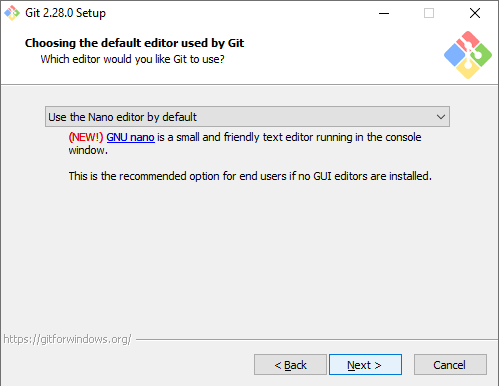 Git 2.28.0 Setup
Choosing the default editor used by Git
Which editor would you like Git to use?
Use the Nano editor by default
(NEW!) GNU nano is a small and friendly text editor running in the console
window.
This is the recommended option for end users if no GUI editors are installed.
https://gitforwindows.org/
< Back
Next >
Cancel